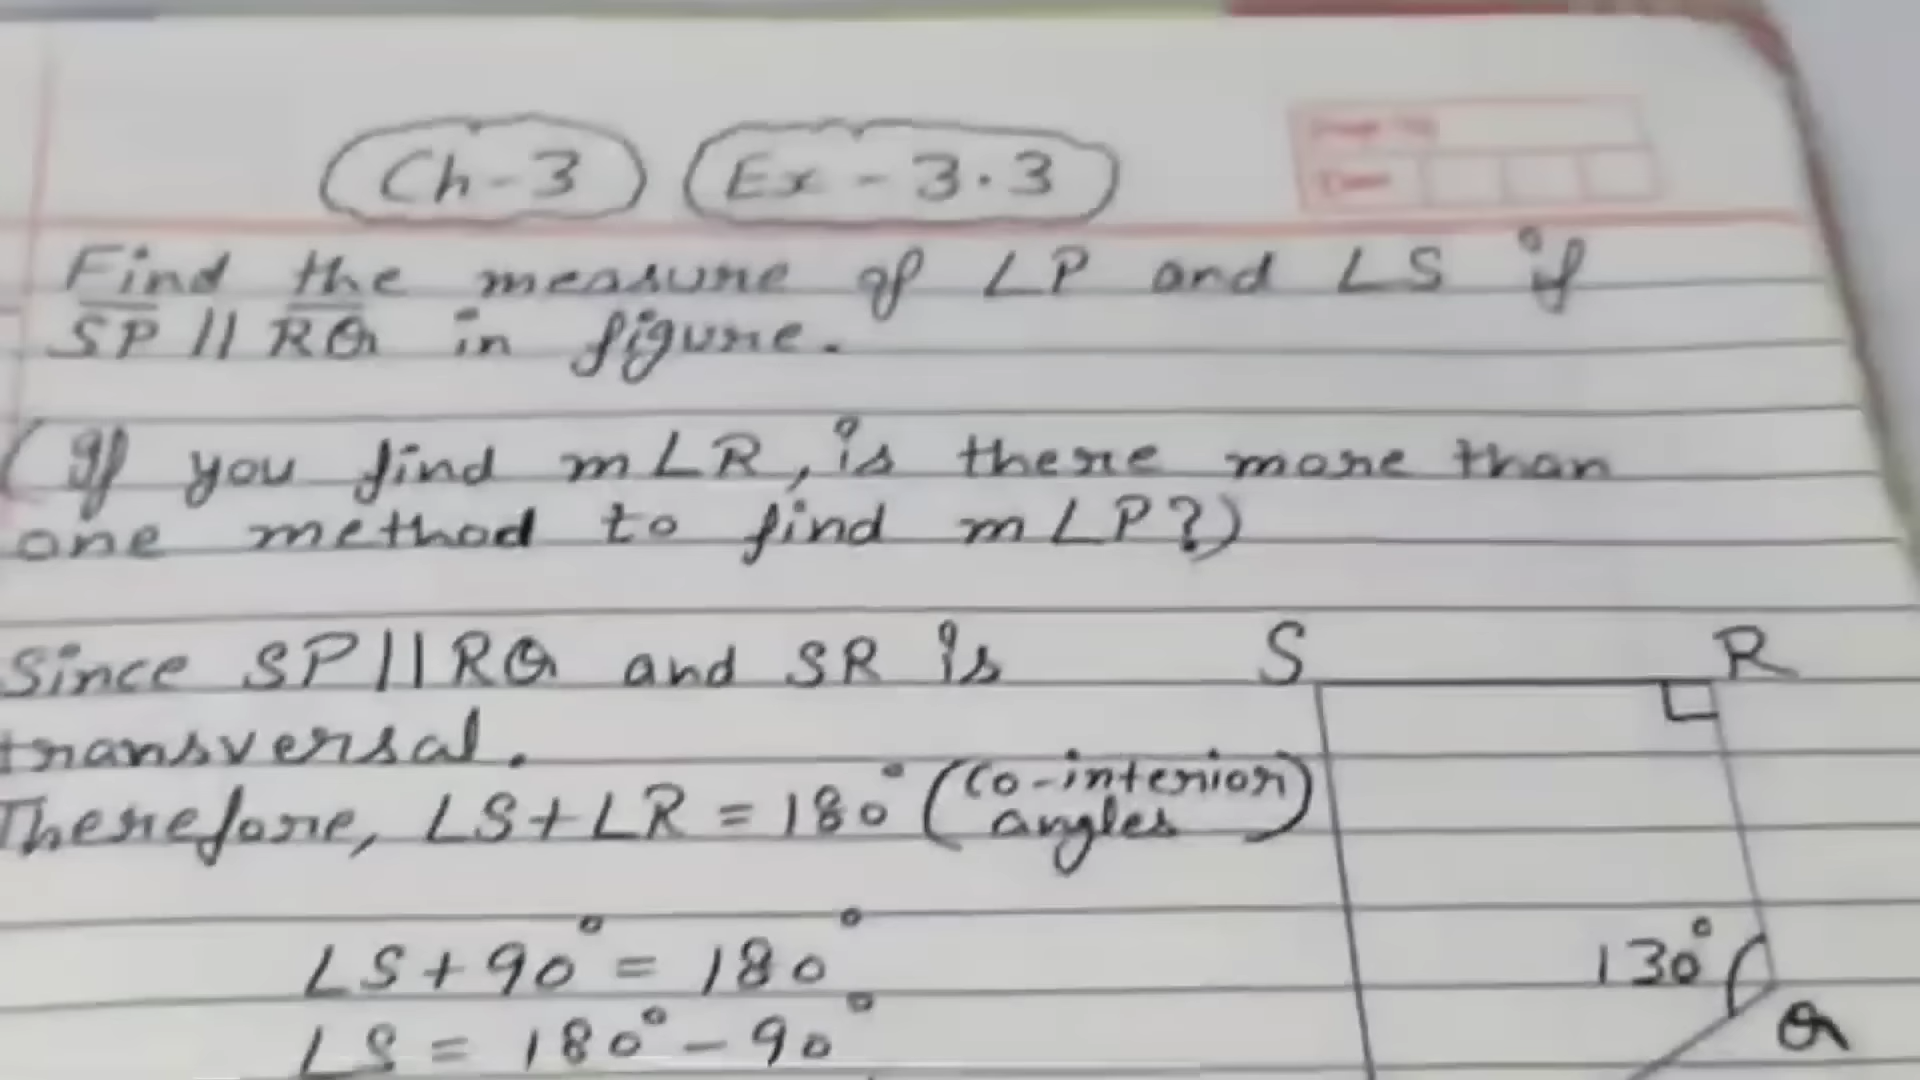 Ch-3 Ex-3.3
Find the measure of ∠P and ∠S if
SP || RQ in figure.
(If you find m∠R, is there more than
one method to find m∠P?)
Since SP||RQ and SR is
transversal.
Therefore, ∠S+∠R = 180° (co-interior
angles)
∠S+90° = 180°
∠S = 180° - 90°
S R
130°
Q